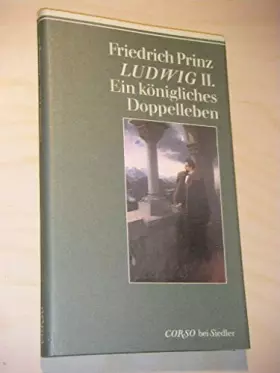 Friedrich Prinz
LUDWIG II.
Ein königliches
Doppelleben
CORSO bei Siedler